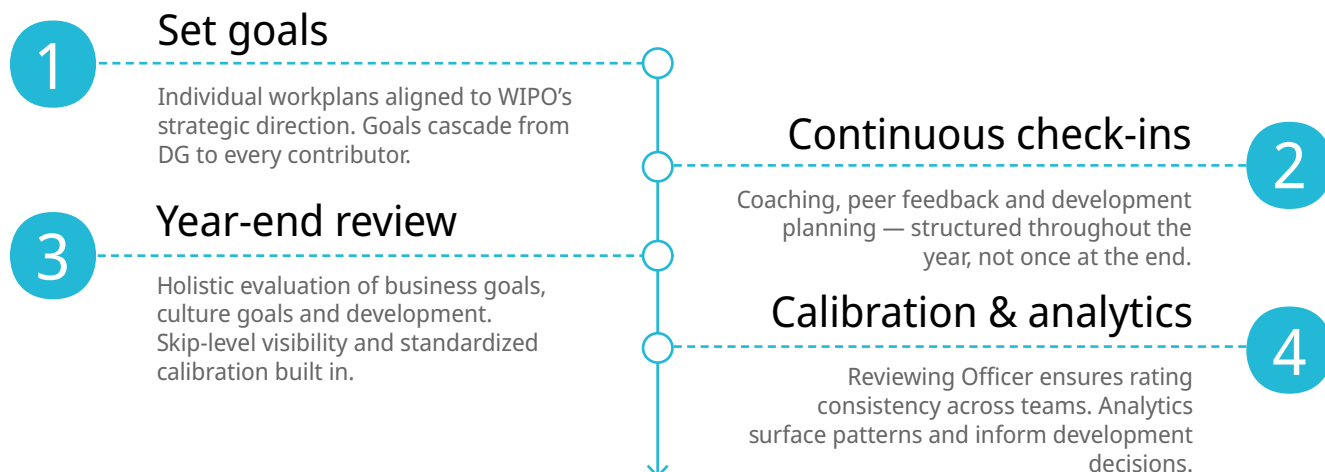 1
Set goals
Individual workplans aligned to WIPO’s
strategic direction. Goals cascade from
DG to every contributor.
Continuous check-ins
2
Coaching, peer feedback and development
planning — structured throughout the
year, not once at the end.
3
Year-end review
Holistic evaluation of business goals,
culture goals and development.
Skip-level visibility and standardized
calibration built in.
Calibration & analytics
4
Reviewing Officer ensures rating
consistency across teams. Analytics
surface patterns and inform development
decisions.